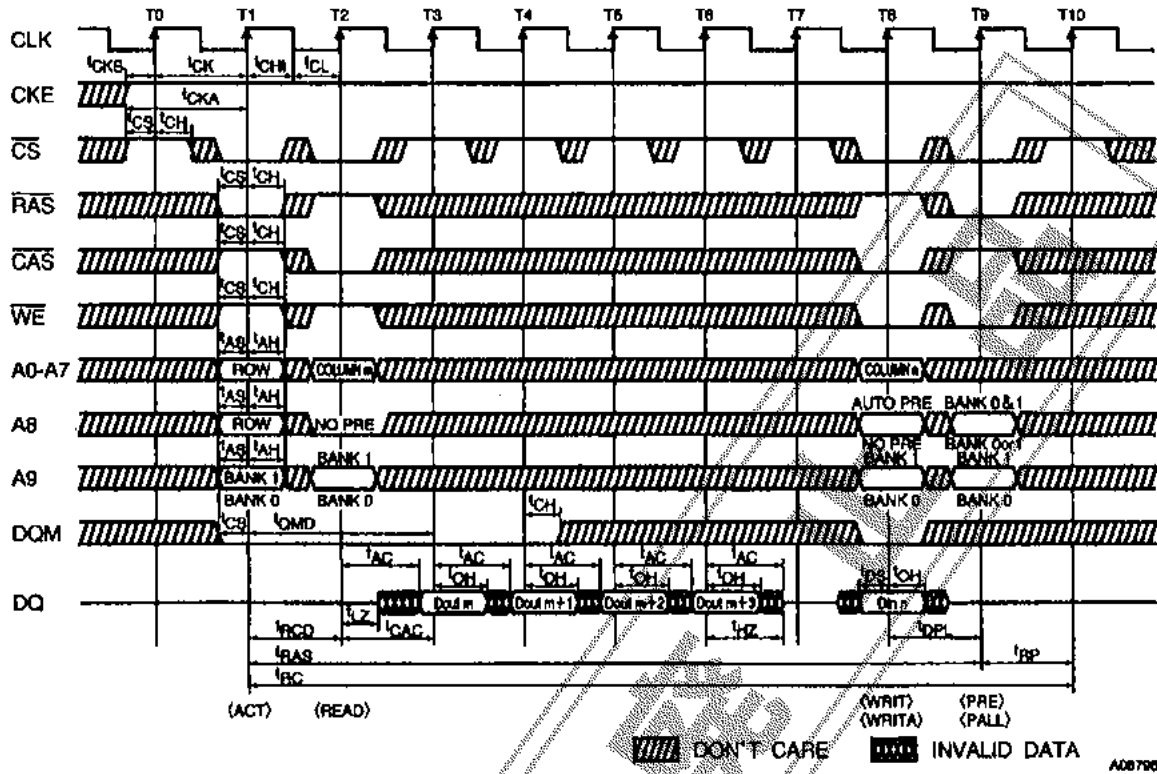 T0 T1 T2 T3 T4 T5 T6 T7 T8 T9 T10
CLK
tCKS tCK tCHI tCL
CKE
tCKA
tCS tCH
CS
tCS tCH
RAS
tCS tCH
CAS
tCS tCH
WE
tAS tAH
A0-A7 ROW COLUMN m COLUMN n
tAS tAH AUTO PRE BANK 0 & 1
A8 ROW NO PRE
tAS tAH NO PRE BANK 0or1
BANK 1 BANK 1 BANK 1
A9 BANK 1
BANK 0 BANK 0 BANK 0 BANK 0
tCH
tCS tQMD
DQM
tAC tAC tAC tAC tAC
tOH tOH tOH tOH tDS tOH
DQ Dout m Dout m+1 Dout m+2 Dout m+3 Din n
tLZ tCAC tHZ tDPL
tRCD
tRAS tRP
tRC
(ACT) (READ) (WRIT) (PRE)
(WRITA) (PALL)
DON'T CARE INVALID DATA
A08796